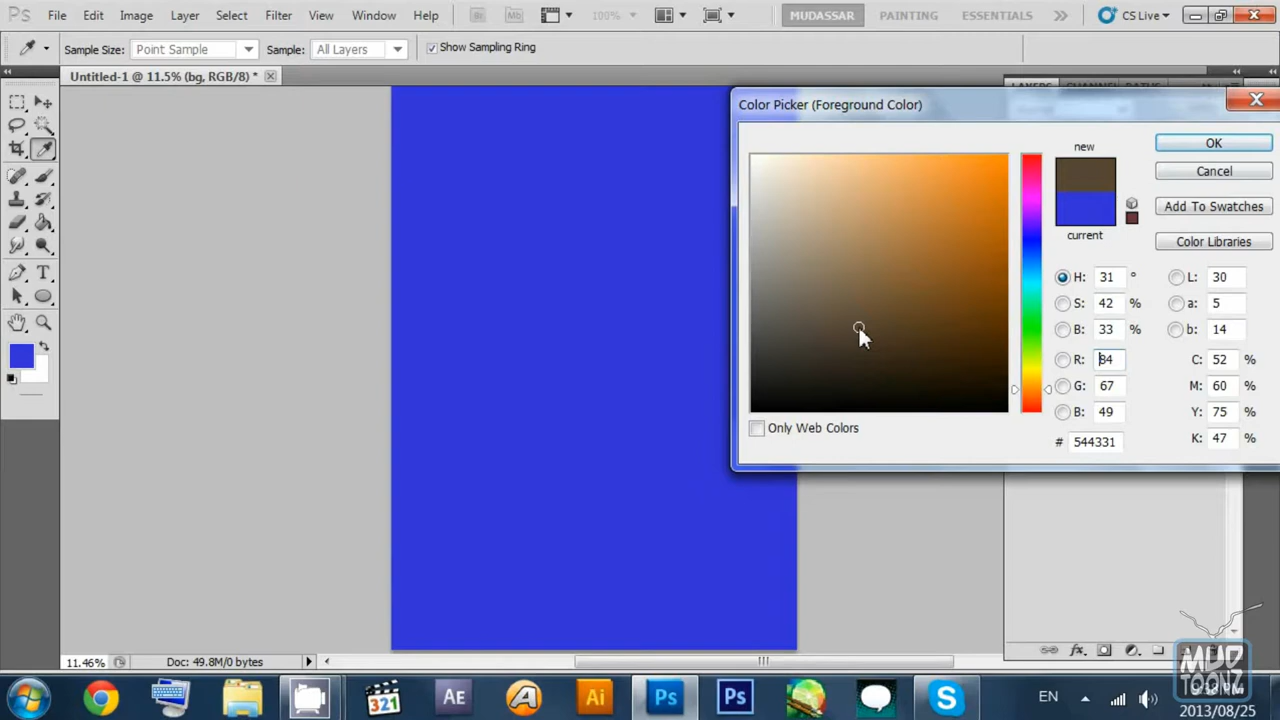 Ps File Edit Image Layer Select Filter View Window Help Br Mb 100% MUDASSAR PAINTING ESSENTIALS CS Live
Sample Size: Point Sample Sample: All Layers Show Sampling Ring
Untitled-1 @ 11.5% (bg, RGB/8) *
Color Picker (Foreground Color)
new
current
OK
Cancel
Add To Swatches
Color Libraries
H: 31 ° L: 30
S: 42 % a: 5
B: 33 % b: 14
R: 84 C: 52 %
G: 67 M: 60 %
B: 49 Y: 75 %
# 544331 K: 47 %
Only Web Colors
T
11.46% Doc: 49.8M/0 bytes
fx
MUD
TOONZ
123 AE Ai Ps Ps S EN
2013/08/25